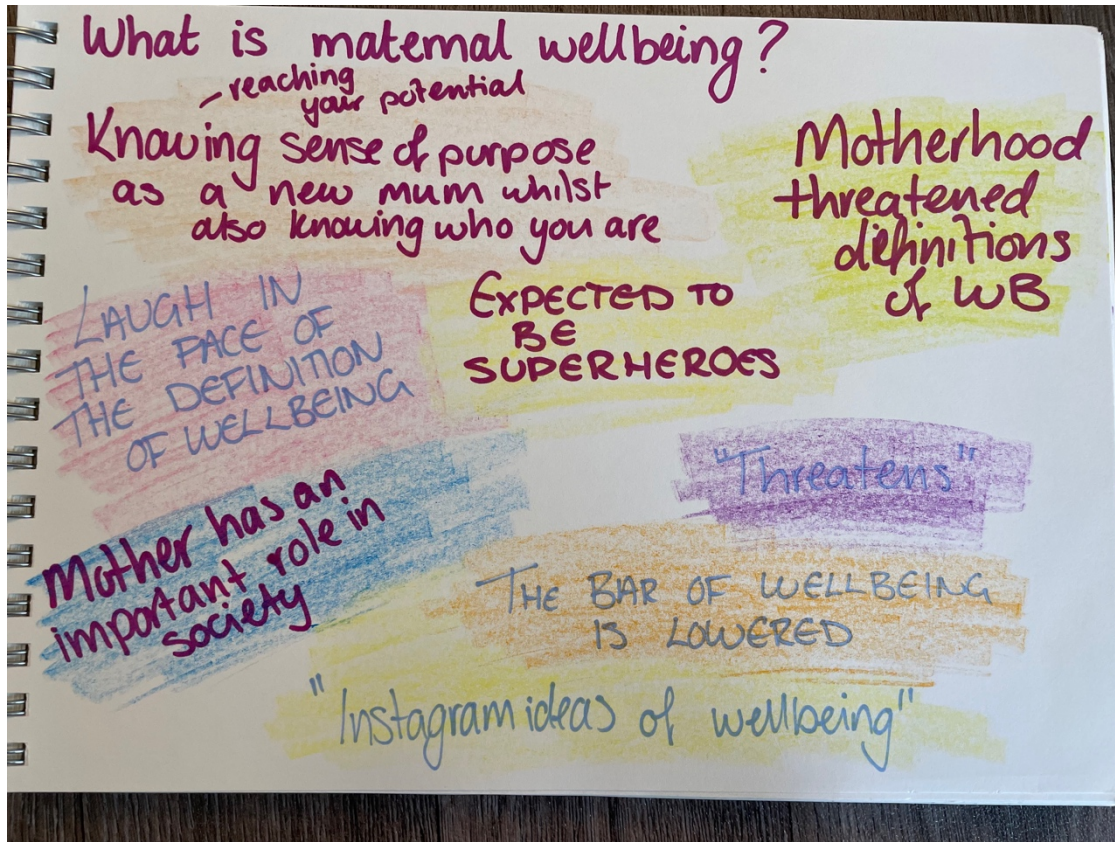 What is maternal wellbeing?
- reaching
your potential
Knowing sense of purpose
as a new mum whilst
also knowing who you are
Motherhood
threatened
definitions
of WB
LAUGH IN
THE PACE OF
THE DEFINITION
OF WELLBEING
EXPECTED TO
BE
SUPERHEROES
"Threatens"
Mother has an
important role in
society
THE BAR OF WELLBEING
IS LOWERED
"Instagram ideas of wellbeing"